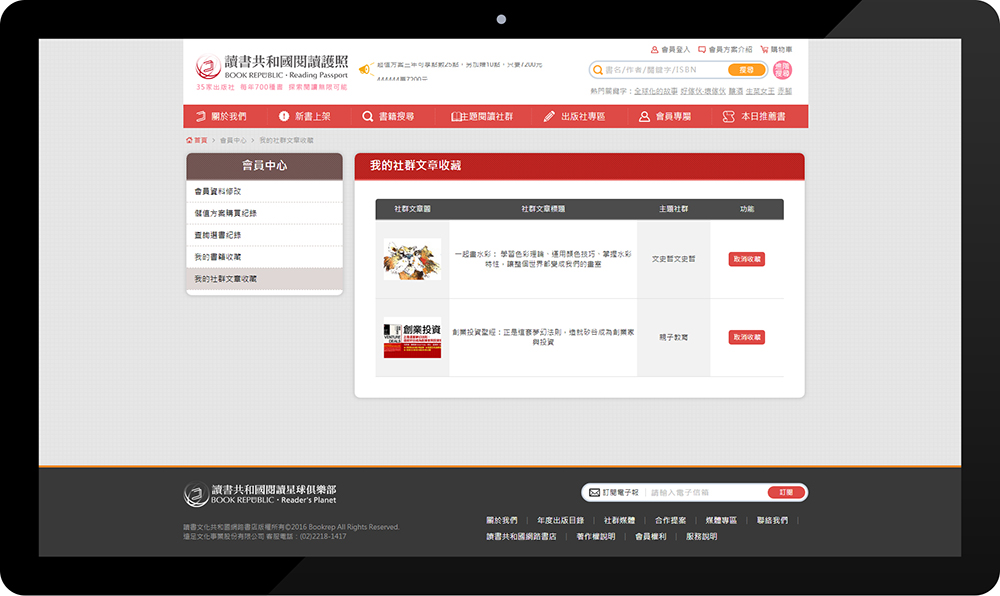 會員登入 會員方案介紹 購物車
讀書共和國閱讀護照
BOOK REPUBLIC・Reading Passport
35家出版社 每年700種書 探索閱讀無限可能
書名/作者/關鍵字/ISBN 搜尋 進階搜尋
熱門關鍵字： 全球化的故事 好傢伙‧壞傢伙 釀酒 生菜女王
關於我們 新書上架 書籍搜尋 主題閱讀社群 出版社專區 會員專欄 本日推薦書
首頁 > 會員中心 > 我的社群文章收藏
會員中心
會員資料修改
儲值方案購買紀錄
查詢選書紀錄
我的書籍收藏
我的社群文章收藏
我的社群文章收藏
社群文章圖 社群文章標題 主題社群 功能
一起畫水彩： 學習色彩理論、運用顏色技巧、掌握水彩
特性，讓整個世界都變成我們的畫室
文史哲文史哲
取消收藏
創業投資
VENTURE
DEALS
創業投資聖經：正是這套夢幻法則，造就矽谷成為創業家
與投資
親子教育
取消收藏
讀書共和國閱讀星球俱樂部
BOOK REPUBLIC・Reader's Planet
讀書文化共和國網路書店版權所有©2016 Bookrep All Rights Reserved.
遠足文化事業股份有限公司 客服電話：(02)2218-1417
訂閱電子報 | 請輸入電子信箱 訂閱
關於我們 | 年度出版目錄 | 社群媒體 | 合作提案 | 媒體專區 | 聯絡我們 |
讀書共和國網路書店 | 著作權說明 | 會員權利 | 服務說明